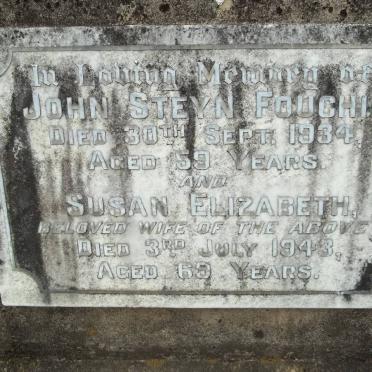 In Loving Memory of
JOHN STEYN FOUCHE
DIED 30TH SEPT. 1934
AGED 59 YEARS
AND
SUSAN ELIZABETH,
BELOVED WIFE OF THE ABOVE
DIED 3RD JULY 1943,
AGED 69 YEARS.